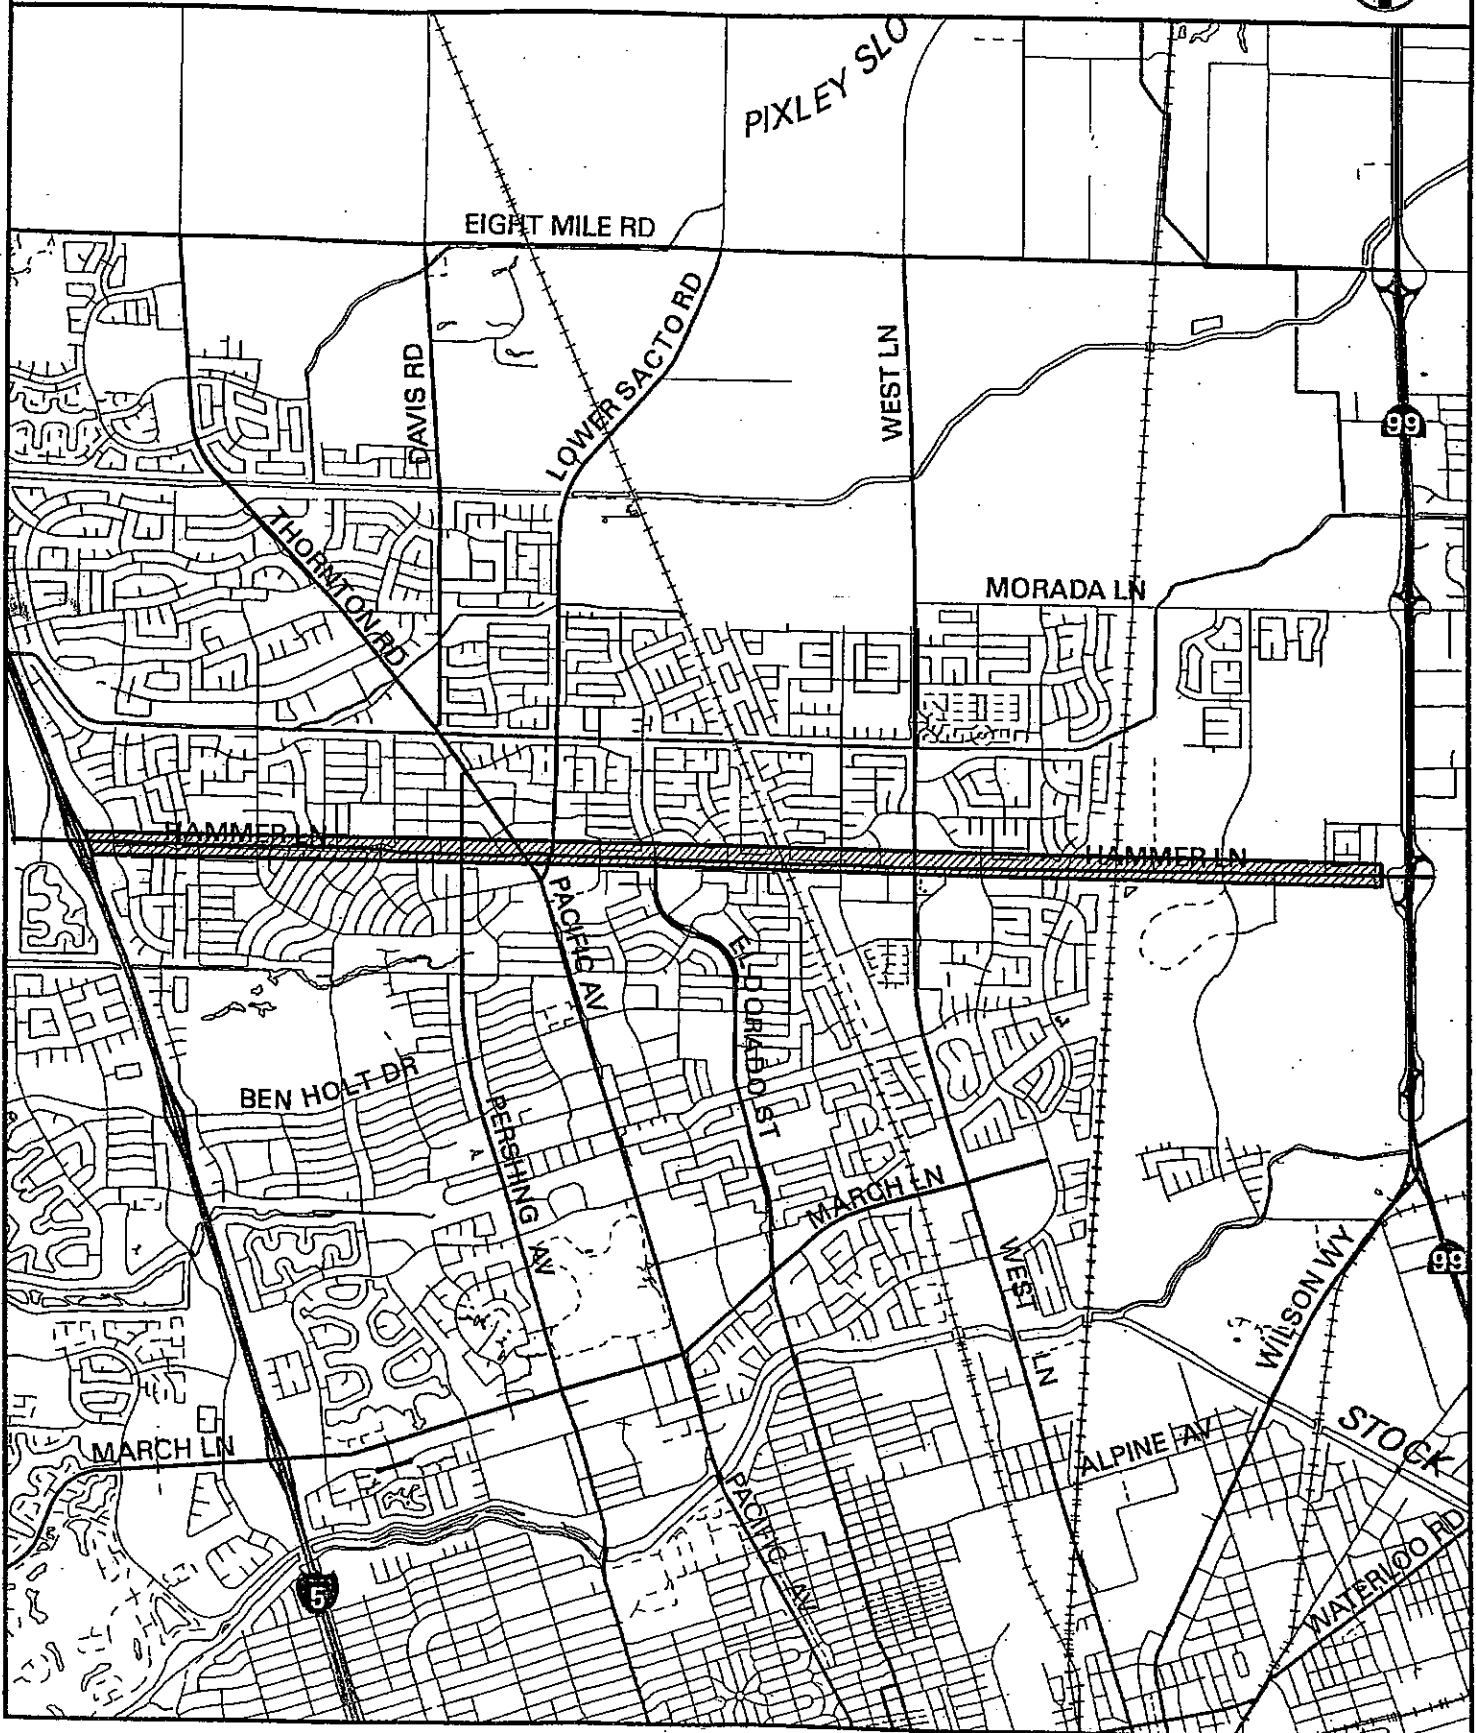 PIXLEY SLO
EIGHT MILE RD
LOWER SACTO RD
DAVIS RD
WEST LN
99
THORNTON RD
MORADA LN
HAMMER LN
HAMMER LN
PACIFIC AV
EL DORADO ST
BEN HOLT DR
PERSHING AV
MARCH LN
WEST LN
WILSON WY
99
MARCH LN
ALPINE AV
STOCK
PACIFIC AV
WATERLOO RD
5